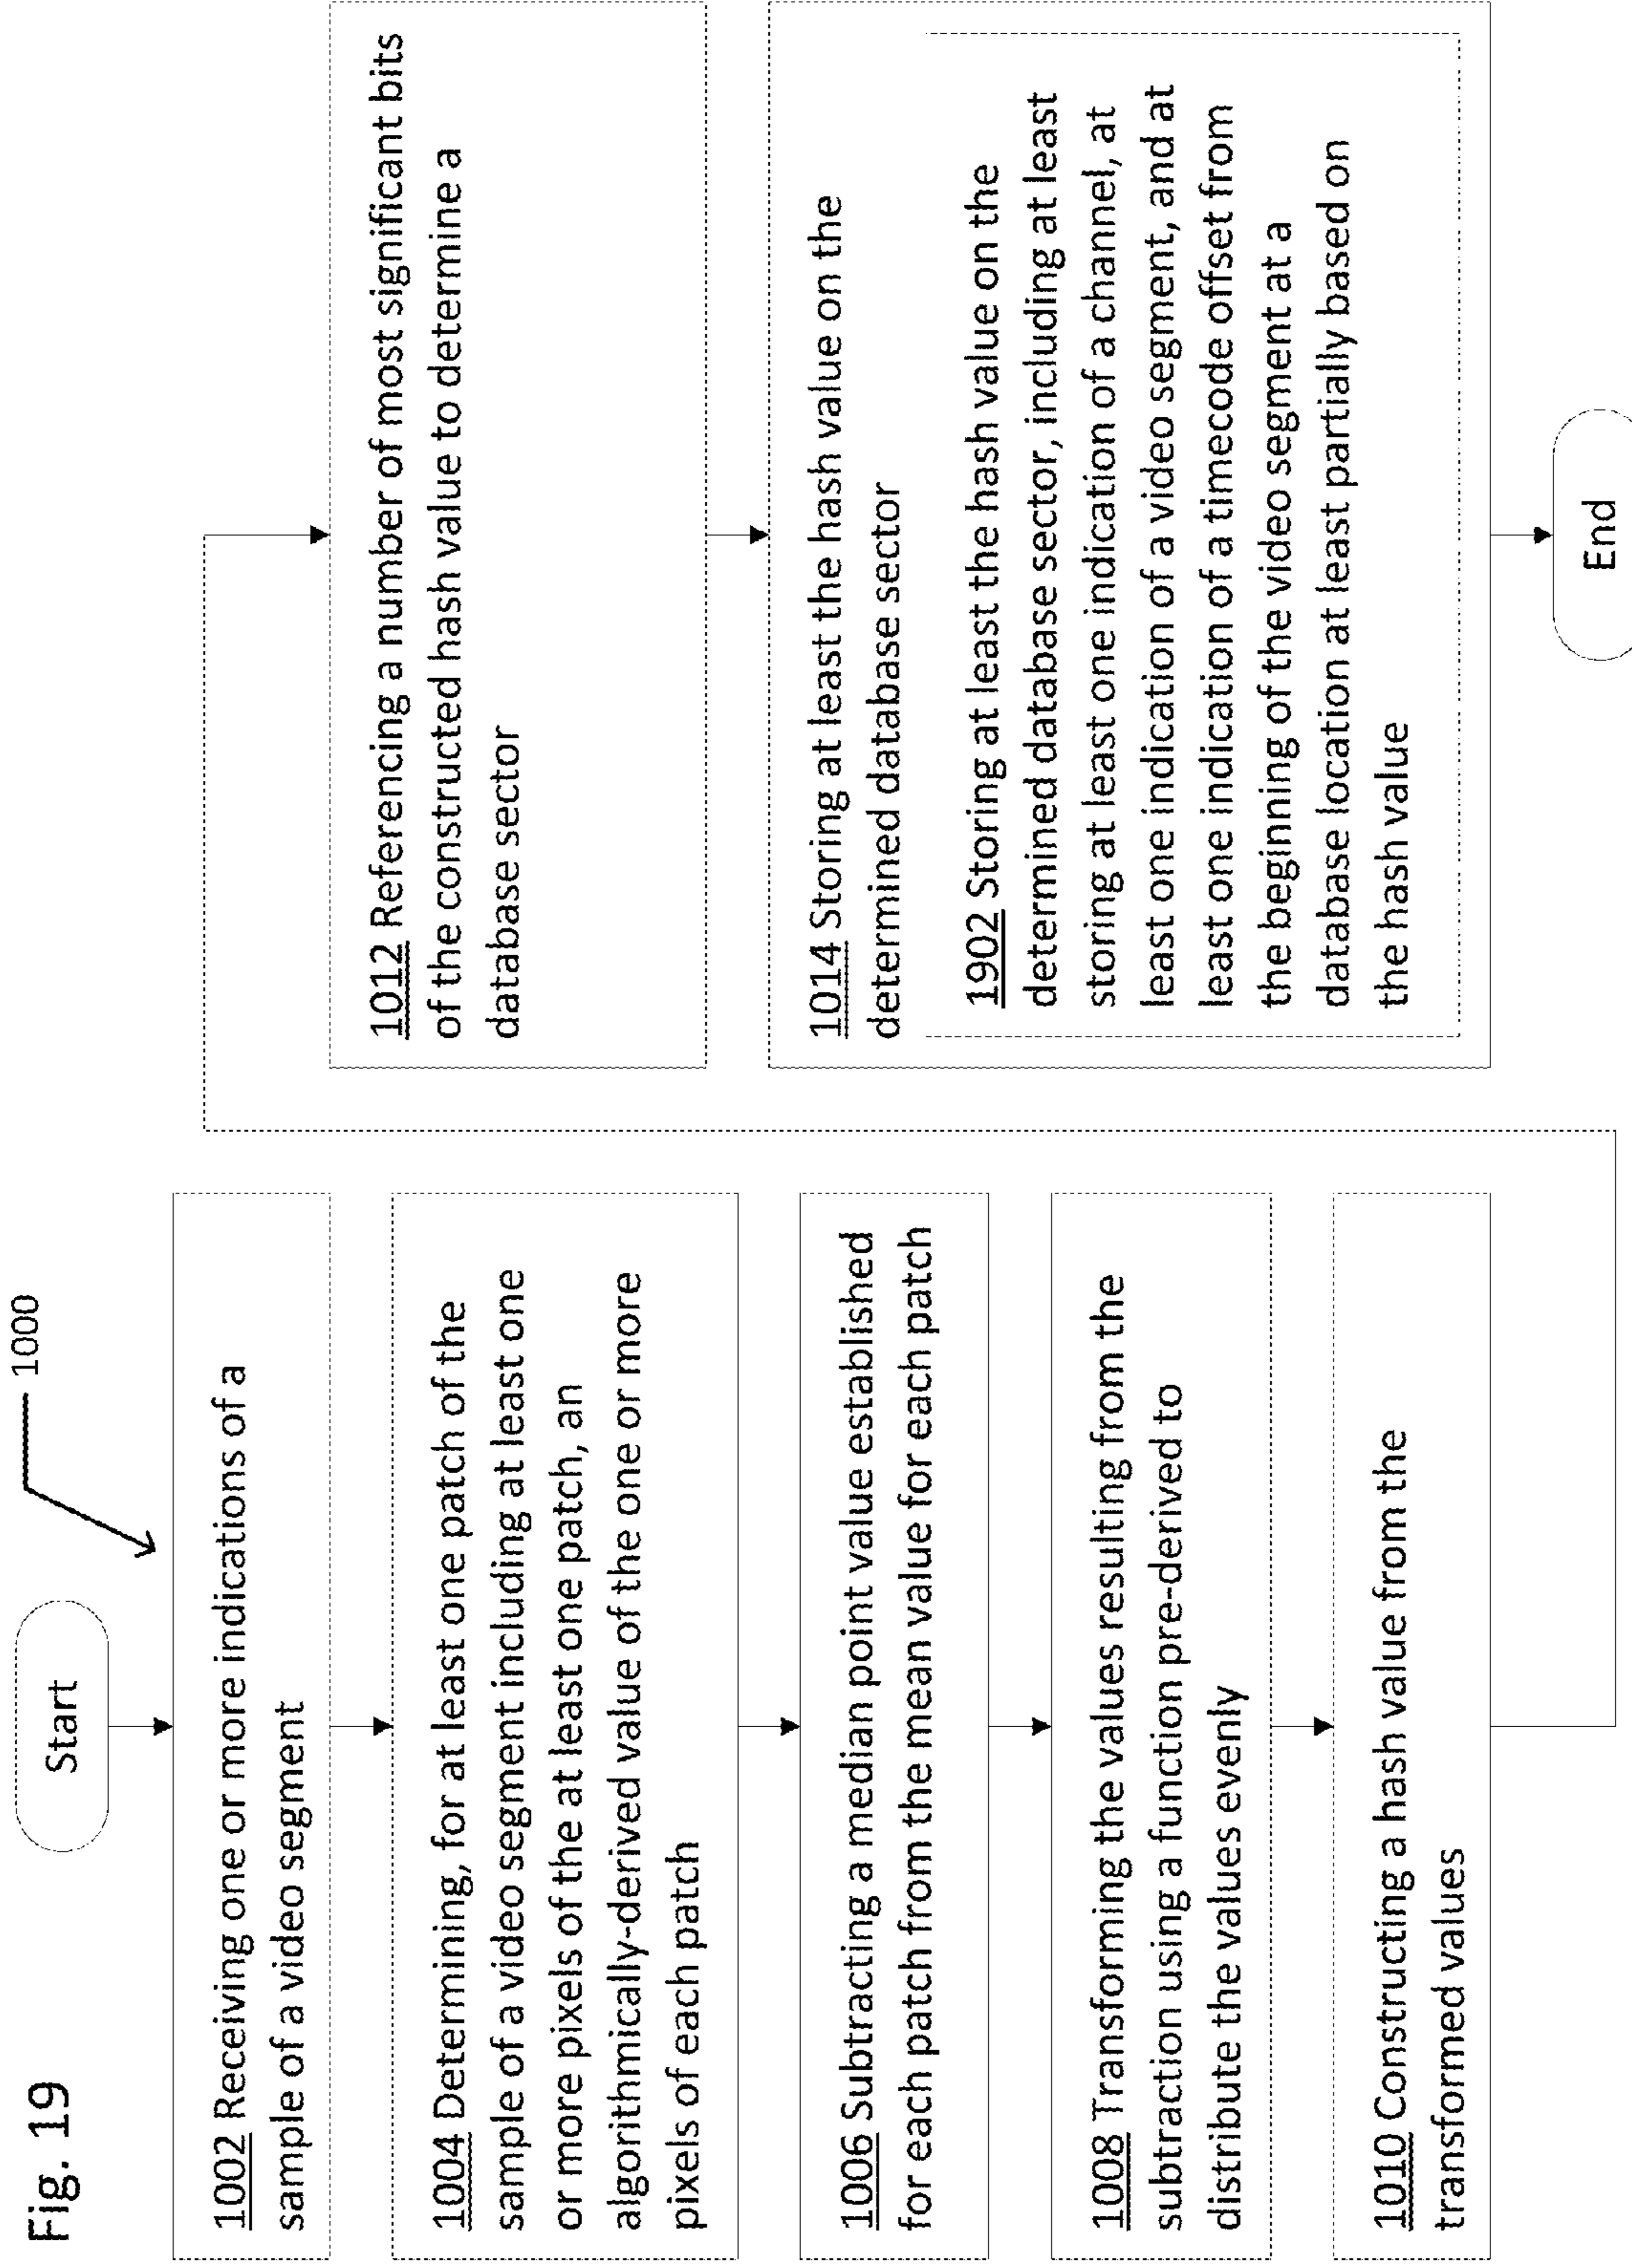 Fig. 19
1000
Start
1002 Receiving one or more indications of a
sample of a video segment
1004 Determining, for at least one patch of the
sample of a video segment including at least one
or more pixels of the at least one patch, an
algorithmically-derived value of the one or more
pixels of each patch
1006 Subtracting a median point value established
for each patch from the mean value for each patch
1008 Transforming the values resulting from the
subtraction using a function pre-derived to
distribute the values evenly
1010 Constructing a hash value from the
transformed values
1012 Referencing a number of most significant bits
of the constructed hash value to determine a
database sector
1014 Storing at least the hash value on the
determined database sector
1902 Storing at least the hash value on the
determined database sector, including at least
storing at least one indication of a channel, at
least one indication of a video segment, and at
least one indication of a timecode offset from
the beginning of the video segment at a
database location at least partially based on
the hash value
End